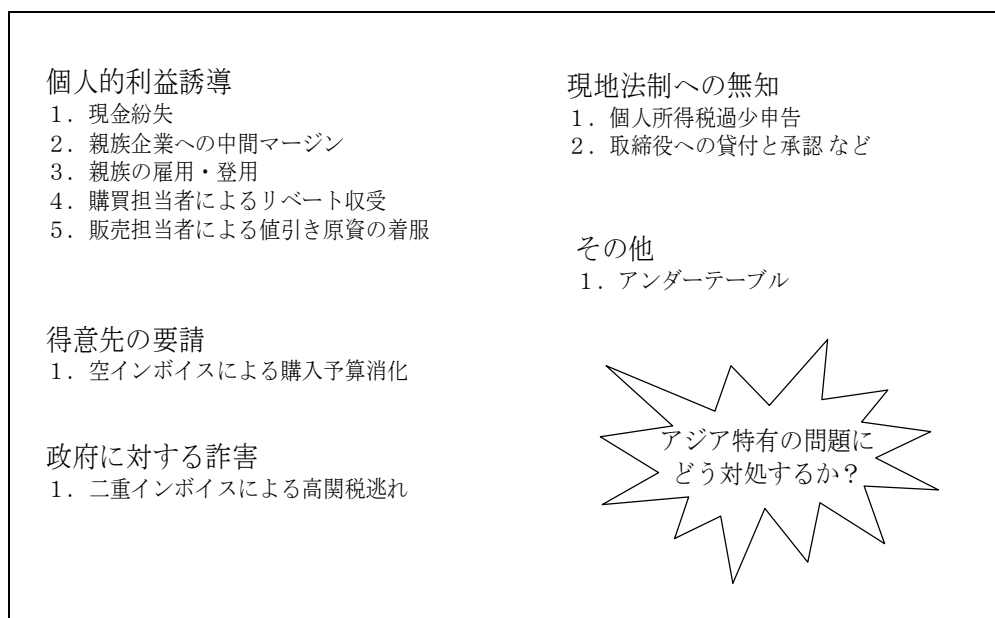 個人的利益誘導
１．現金紛失
２．親族企業への中間マージン
３．親族の雇用・登用
４．購買担当者によるリベート収受
５．販売担当者による値引き原資の着服
得意先の要請
１．空インボイスによる購入予算消化
政府に対する詐害
１．二重インボイスによる高関税逃れ
現地法制への無知
１．個人所得税過少申告
２．取締役への貸付と承認 など
その他
１．アンダーテーブル
アジア特有の問題に
どう対処するか？